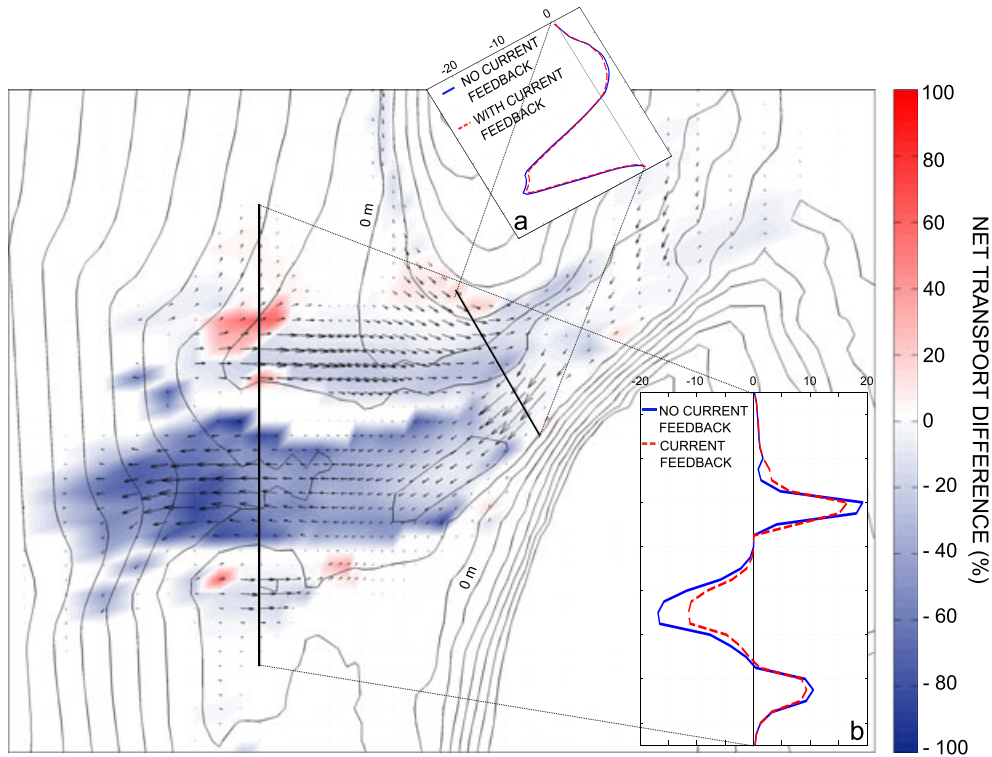 -20 -10 0
NO CURRENT
FEEDBACK
WITH CURRENT
FEEDBACK
a
0 m
0 m
-20 -10 0 10 20
NO CURRENT
FEEDBACK
CURRENT
FEEDBACK
b
100
80
60
40
20
0
- 20
- 40
- 60
- 80
- 100
NET TRANSPORT DIFFERENCE (%)